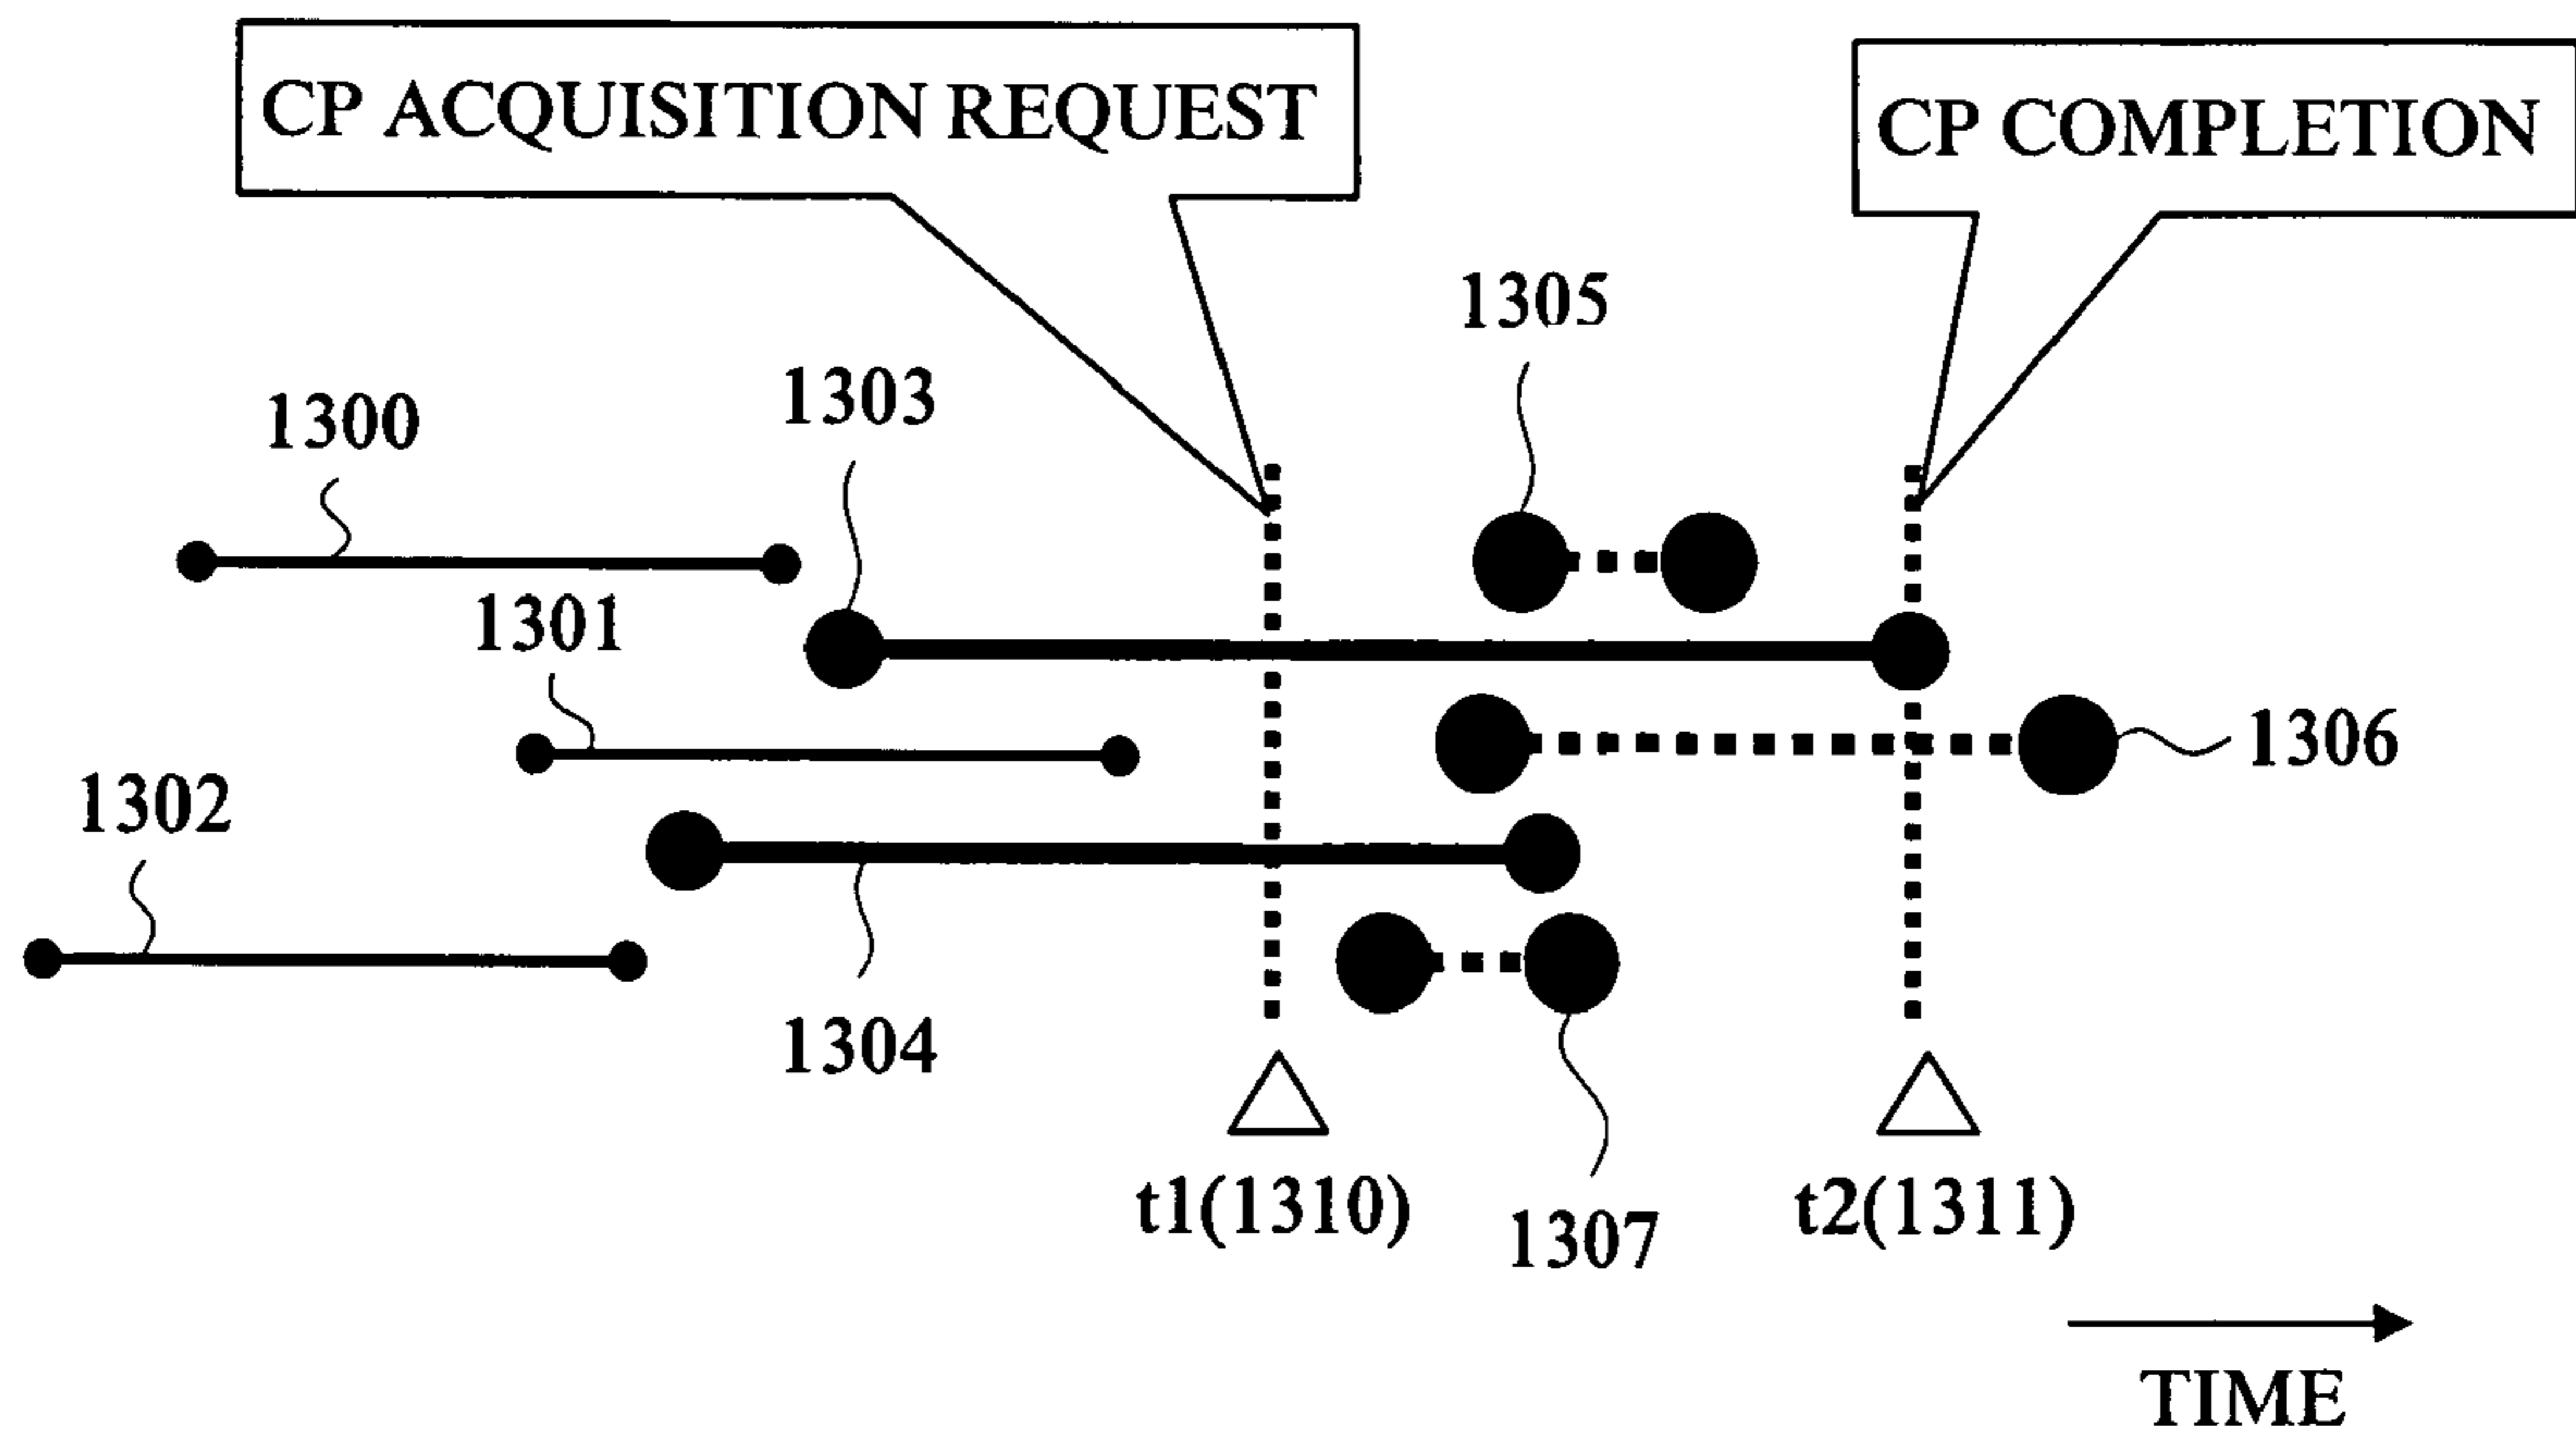 CP ACQUISITION REQUEST
CP COMPLETION
1305
1303
1300
1301
1306
1302
1304
t1(1310)
t2(1311)
1307
TIME